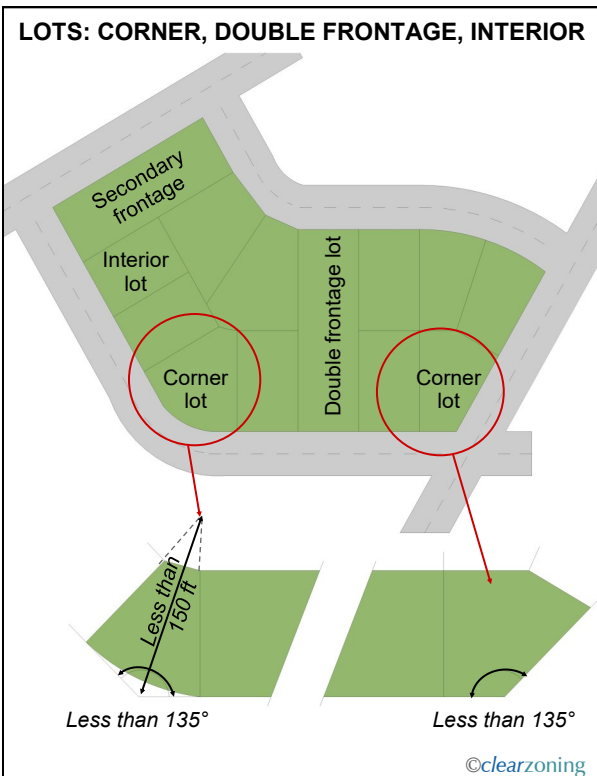 LOTS: CORNER, DOUBLE FRONTAGE, INTERIOR
Secondary
frontage
Interior
lot
Double frontage lot
Corner
lot
Corner
lot
Less than
150 ft
Less than 135°
Less than 135°
©clearzoning